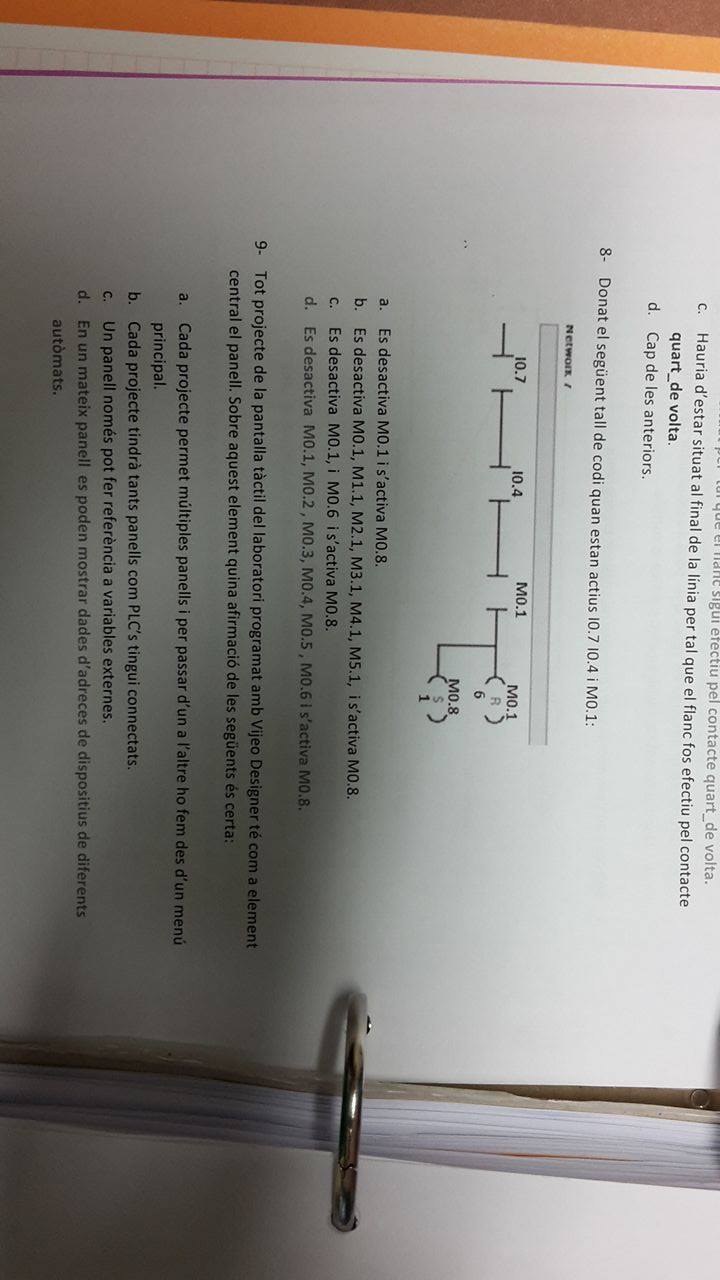 que el flanc sigui efectiu pel contacte quart_de volta.
c. Hauria d'estar situat al final de la línia per tal que el flanc fos efectiu pel contacte
quart_de volta.
d. Cap de les anteriors.
8- Donat el següent tall de codi quan estan actius I0.7 I0.4 i M0.1:
Network 7
I0.7 I0.4 M0.1 M0.1
( R )
6
M0.8
( S )
1
a. Es desactiva M0.1 i s'activa M0.8.
b. Es desactiva M0.1, M1.1, M2.1, M3.1, M4.1, M5.1, i s'activa M0.8.
c. Es desactiva M0.1, i M0.6 i s'activa M0.8.
d. Es desactiva M0.1, M0.2 , M0.3, M0.4, M0.5 , M0.6 i s'activa M0.8.
9- Tot projecte de la pantalla tàctil del laboratori programat amb Vijeo Designer té com a element
central el panell. Sobre aquest element quina afirmació de les següents és certa:
a. Cada projecte permet múltiples panells i per passar d'un a l'altre ho fem des d'un menú
principal.
b. Cada projecte tindrà tants panells com PLC's tingui connectats.
c. Un panell només pot fer referència a variables externes.
d. En un mateix panell es poden mostrar dades d'adreces de dispositius de diferents
autòmats.